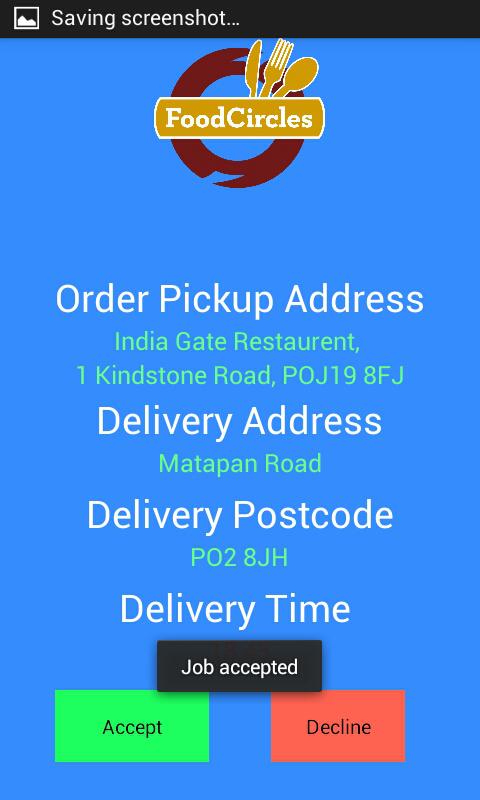 Saving screenshot...
FoodCircles
Order Pickup Address
India Gate Restaurent,
1 Kindstone Road, POJ19 8FJ
Delivery Address
Matapan Road
Delivery Postcode
PO2 8JH
Delivery Time
Job accepted
Accept
Decline